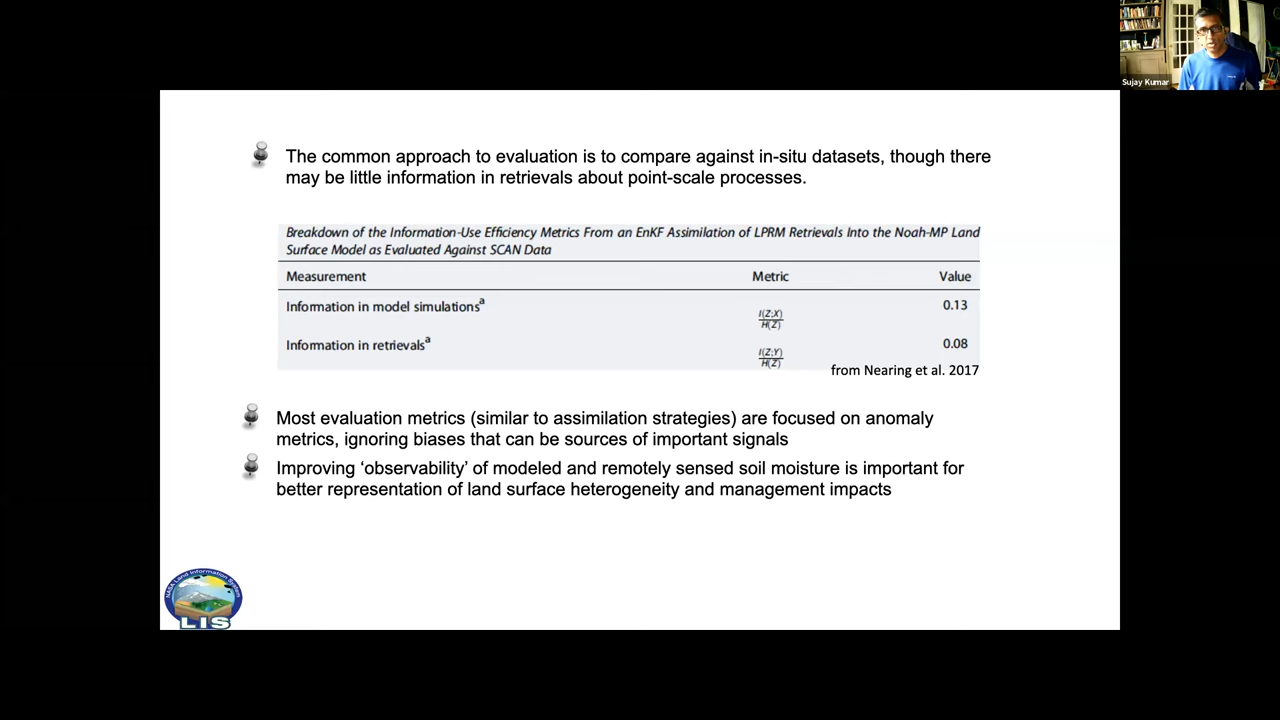 Sujay Kumar
The common approach to evaluation is to compare against in-situ datasets, though there
may be little information in retrievals about point-scale processes.
Breakdown of the Information-Use Efficiency Metrics From an EnKF Assimilation of LPRM Retrievals Into the Noah-MP Land
Surface Model as Evaluated Against SCAN Data
Measurement Metric Value
Information in model simulationsᵃ I(Z;X)/H(Z) 0.13
Information in retrievalsᵃ I(Z;Y)/H(Z) 0.08
from Nearing et al. 2017
Most evaluation metrics (similar to assimilation strategies) are focused on anomaly
metrics, ignoring biases that can be sources of important signals
Improving ‘observability’ of modeled and remotely sensed soil moisture is important for
better representation of land surface heterogeneity and management impacts
NASA Land Information System
LIS